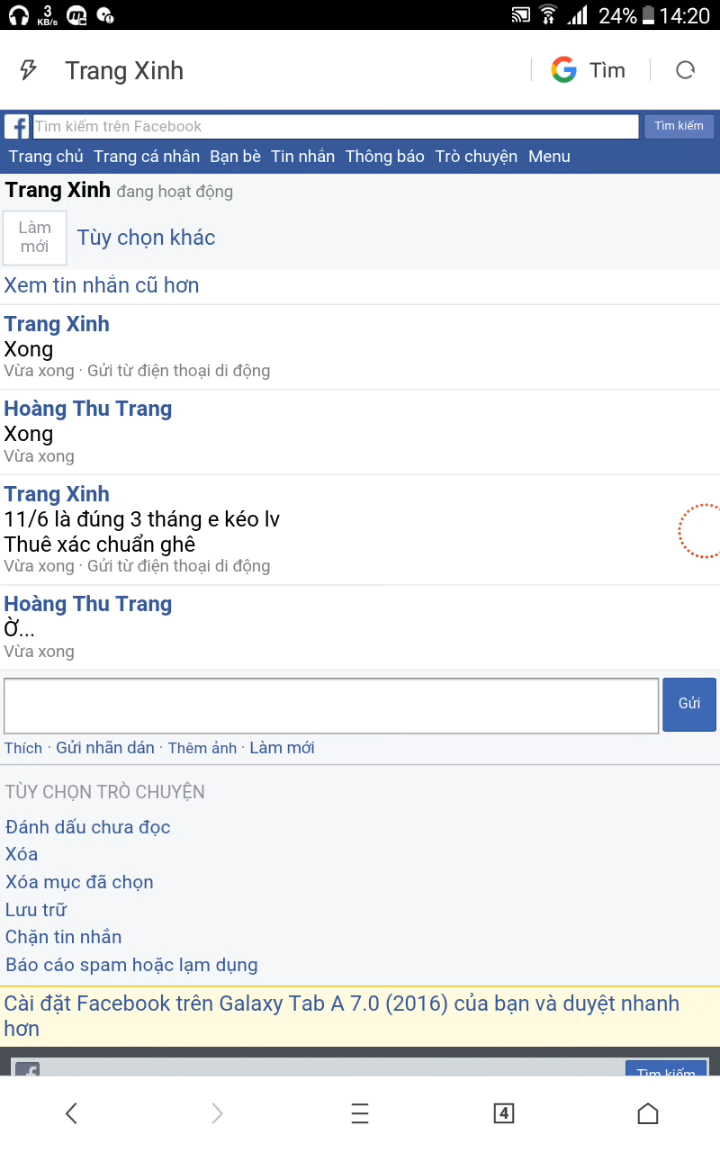 3
KB/s
24%
14:20
Trang Xinh
Tìm
Tìm kiếm trên Facebook
Tìm kiếm
Trang chủ Trang cá nhân Bạn bè Tin nhắn Thông báo Trò chuyện Menu
Trang Xinh đang hoạt động
Làm mới
Tùy chọn khác
Xem tin nhắn cũ hơn
Trang Xinh
Xong
Vừa xong · Gửi từ điện thoại di động
Hoàng Thu Trang
Xong
Vừa xong
Trang Xinh
11/6 là đúng 3 tháng e kéo lv
Thuê xác chuẩn ghê
Vừa xong · Gửi từ điện thoại di động
Hoàng Thu Trang
Ờ...
Vừa xong
Gửi
Thích · Gửi nhãn dán · Thêm ảnh · Làm mới
TÙY CHỌN TRÒ CHUYỆN
Đánh dấu chưa đọc
Xóa
Xóa mục đã chọn
Lưu trữ
Chặn tin nhắn
Báo cáo spam hoặc lạm dụng
Cài đặt Facebook trên Galaxy Tab A 7.0 (2016) của bạn và duyệt nhanh
hơn
Tìm kiếm
4